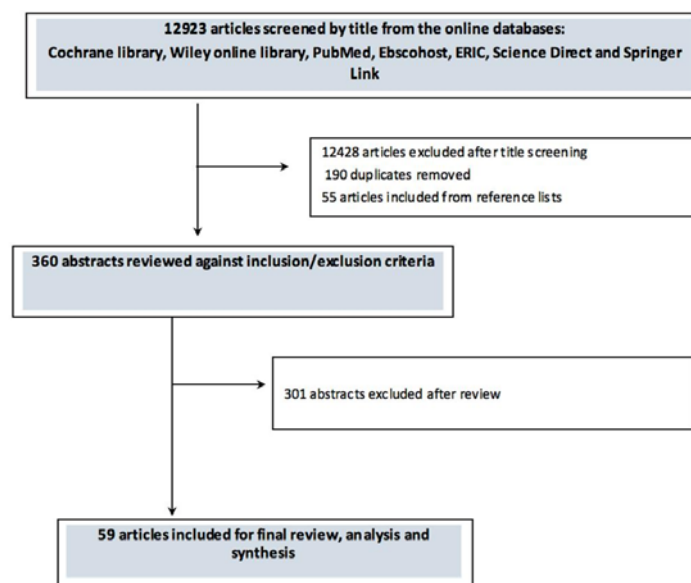 12923 articles screened by title from the online databases:
Cochrane library, Wiley online library, PubMed, Ebscohost, ERIC, Science Direct and Springer
Link
12428 articles excluded after title screening
190 duplicates removed
55 articles included from reference lists
360 abstracts reviewed against inclusion/exclusion criteria
301 abstracts excluded after review
59 articles included for final review, analysis and
synthesis